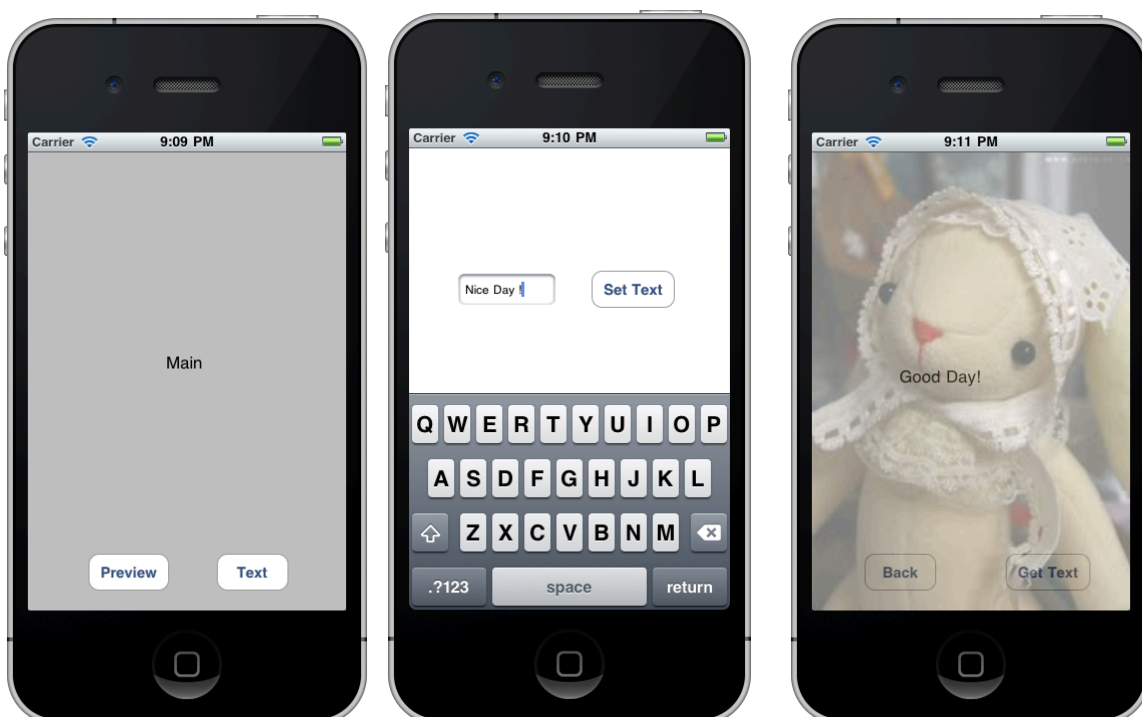 Carrier 9:09 PM
Main
Preview Text
Carrier 9:10 PM
Nice Day !
Set Text
Q W E R T Y U I O P
A S D F G H J K L
Z X C V B N M
.?123 space return
Carrier 9:11 PM
Good Day!
Back Get Text